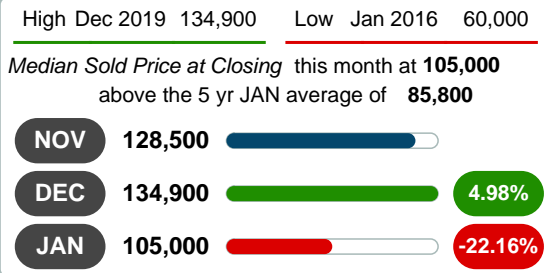 High Dec 2019 134,900 Low Jan 2016 60,000
Median Sold Price at Closing this month at 105,000
above the 5 yr JAN average of 85,800
NOV 128,500
DEC 134,900 4.98%
JAN 105,000 -22.16%